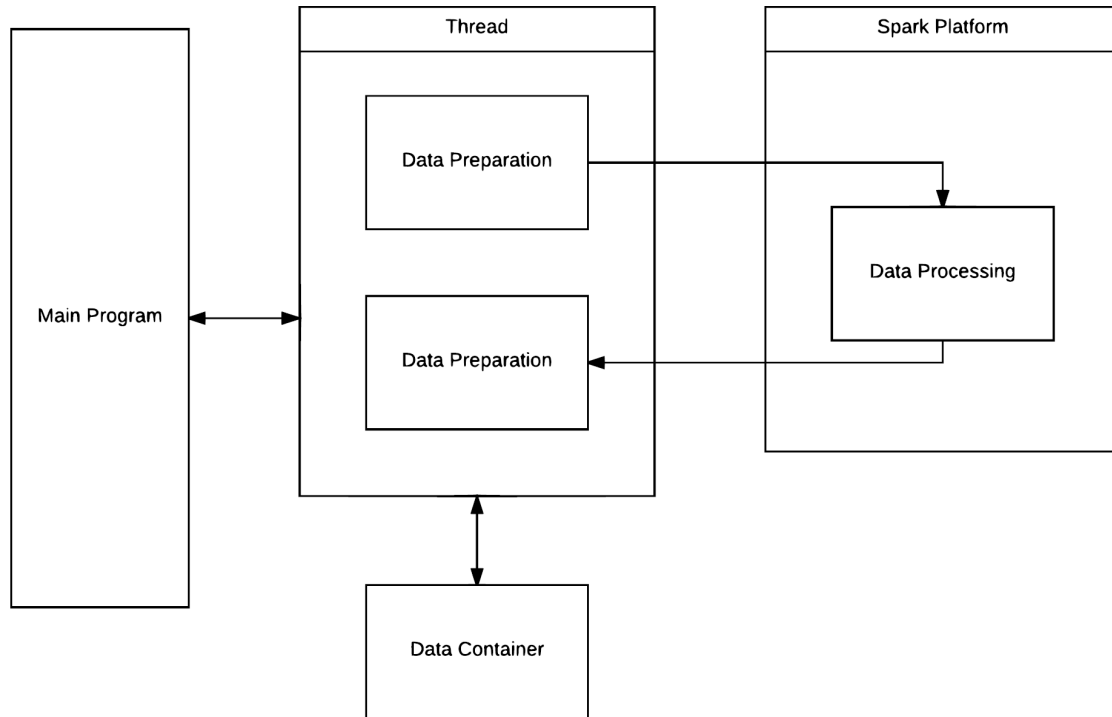 Thread
Spark Platform
Data Preparation
Data Processing
Main Program
Data Preparation
Data Container